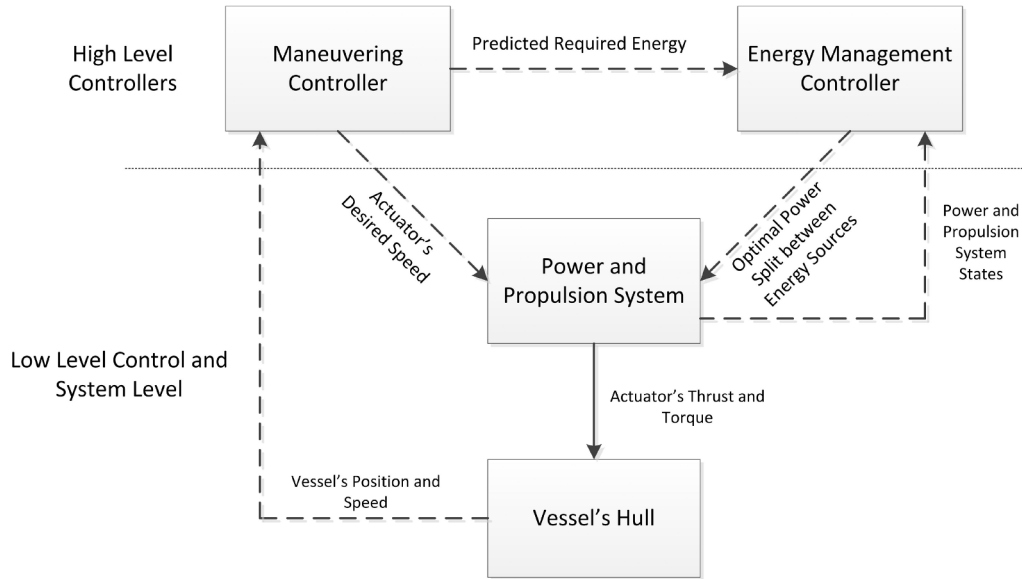 High Level
Controllers
Maneuvering
Controller
Predicted Required Energy
Energy Management
Controller
Actuator’s
Desired Speed
Optimal Power
Split between
Energy Sources
Power and
Propulsion
System
States
Power and
Propulsion System
Low Level Control and
System Level
Actuator’s Thrust and
Torque
Vessel’s Position and
Speed
Vessel’s Hull